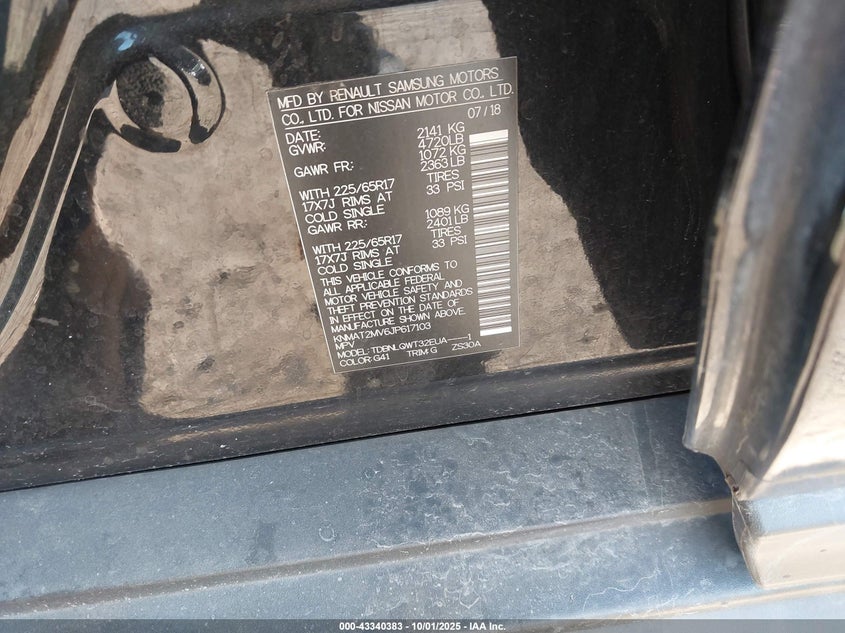 MFD BY RENAULT SAMSUNG MOTORS
CO., LTD. FOR NISSAN MOTOR CO., LTD.
DATE: 07/18
GVWR: 2141 KG
4720LB
GAWR FR: 1072 KG
2363LB
WITH 225/65R17 TIRES
17X7J RIMS AT 33 PSI
COLD SINGLE
GAWR RR: 1089 KG
2401LB
WITH 225/65R17 TIRES
17X7J RIMS AT 33 PSI
COLD SINGLE
THIS VEHICLE CONFORMS TO
ALL APPLICABLE FEDERAL
MOTOR VEHICLE SAFETY AND
THEFT PREVENTION STANDARDS
IN EFFECT ON THE DATE OF
MANUFACTURE SHOWN ABOVE.
KNMAT2MV6JP617103
MPV
MODEL: TDBNLQWT32EUA----1
COLOR: G41 TRIM: G ZS30A
000-43340383 - 10/01/2025 - IAA Inc.